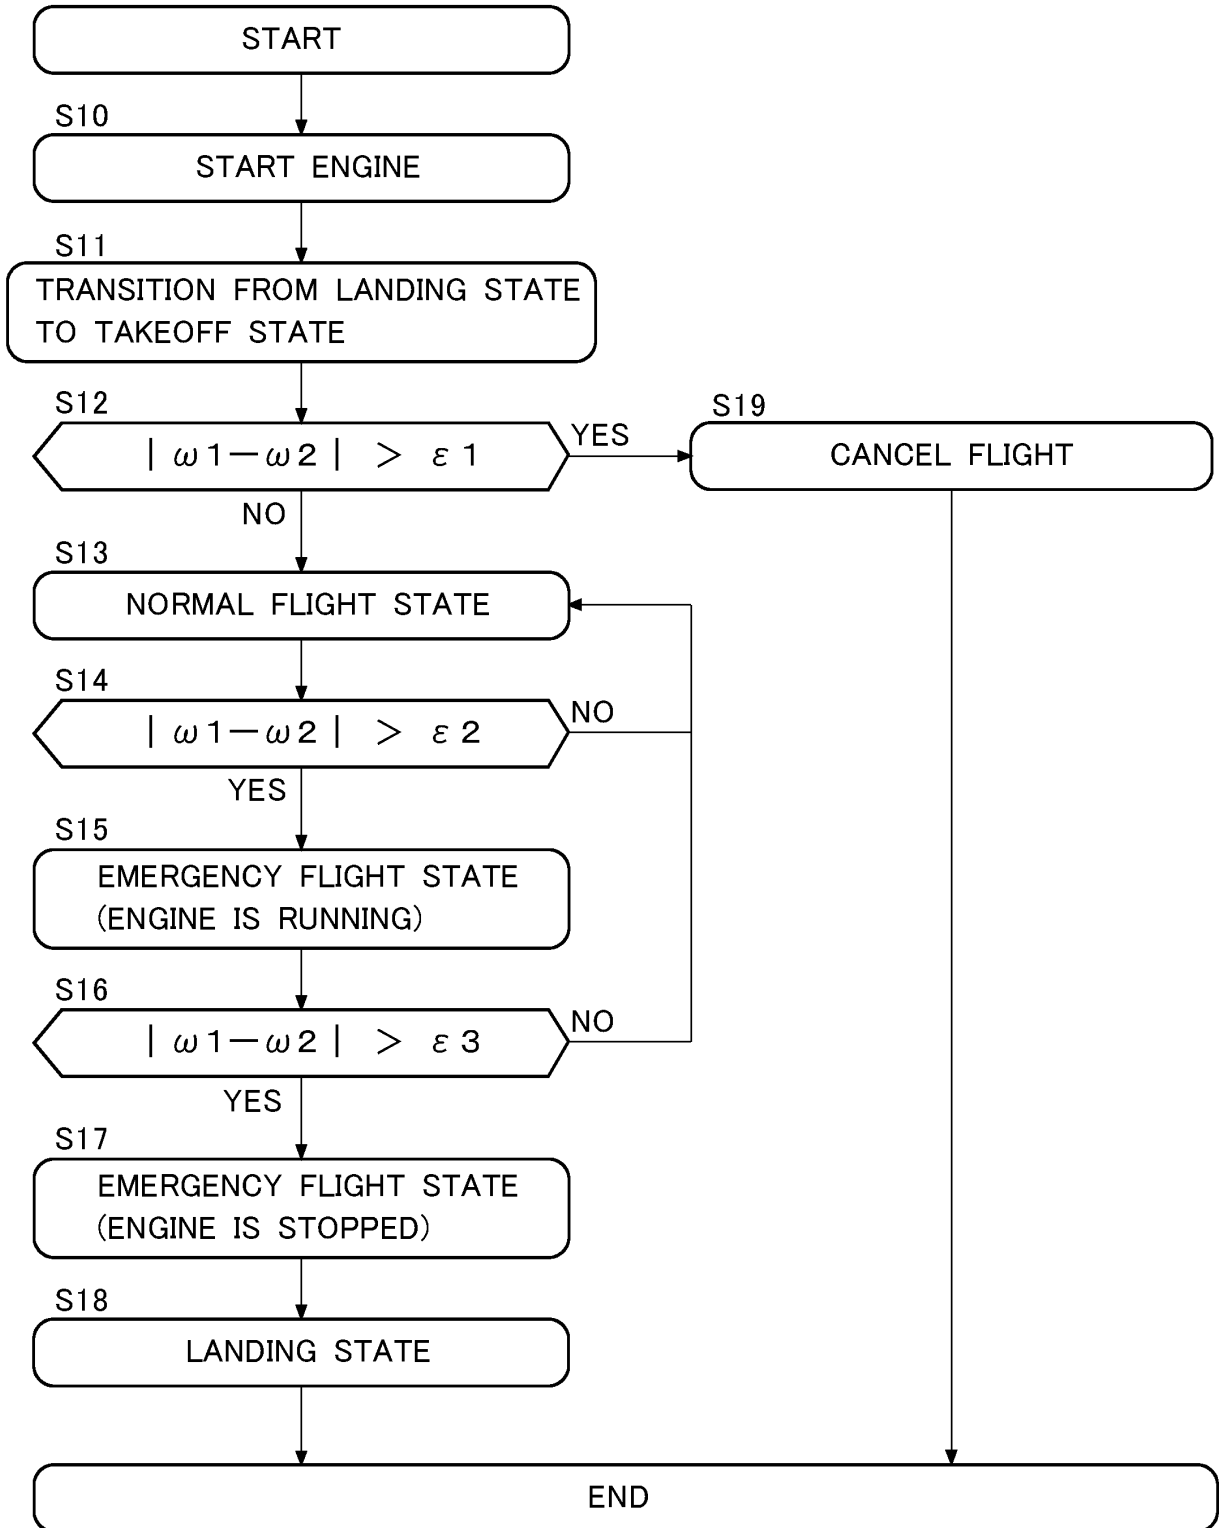 START
S10
START ENGINE
S11
TRANSITION FROM LANDING STATE
TO TAKEOFF STATE
S12
| ω1－ω2 | ＞ ε1
YES
S19
CANCEL FLIGHT
NO
S13
NORMAL FLIGHT STATE
S14
| ω1－ω2 | ＞ ε2
NO
YES
S15
EMERGENCY FLIGHT STATE
(ENGINE IS RUNNING)
S16
| ω1－ω2 | ＞ ε3
NO
YES
S17
EMERGENCY FLIGHT STATE
(ENGINE IS STOPPED)
S18
LANDING STATE
END